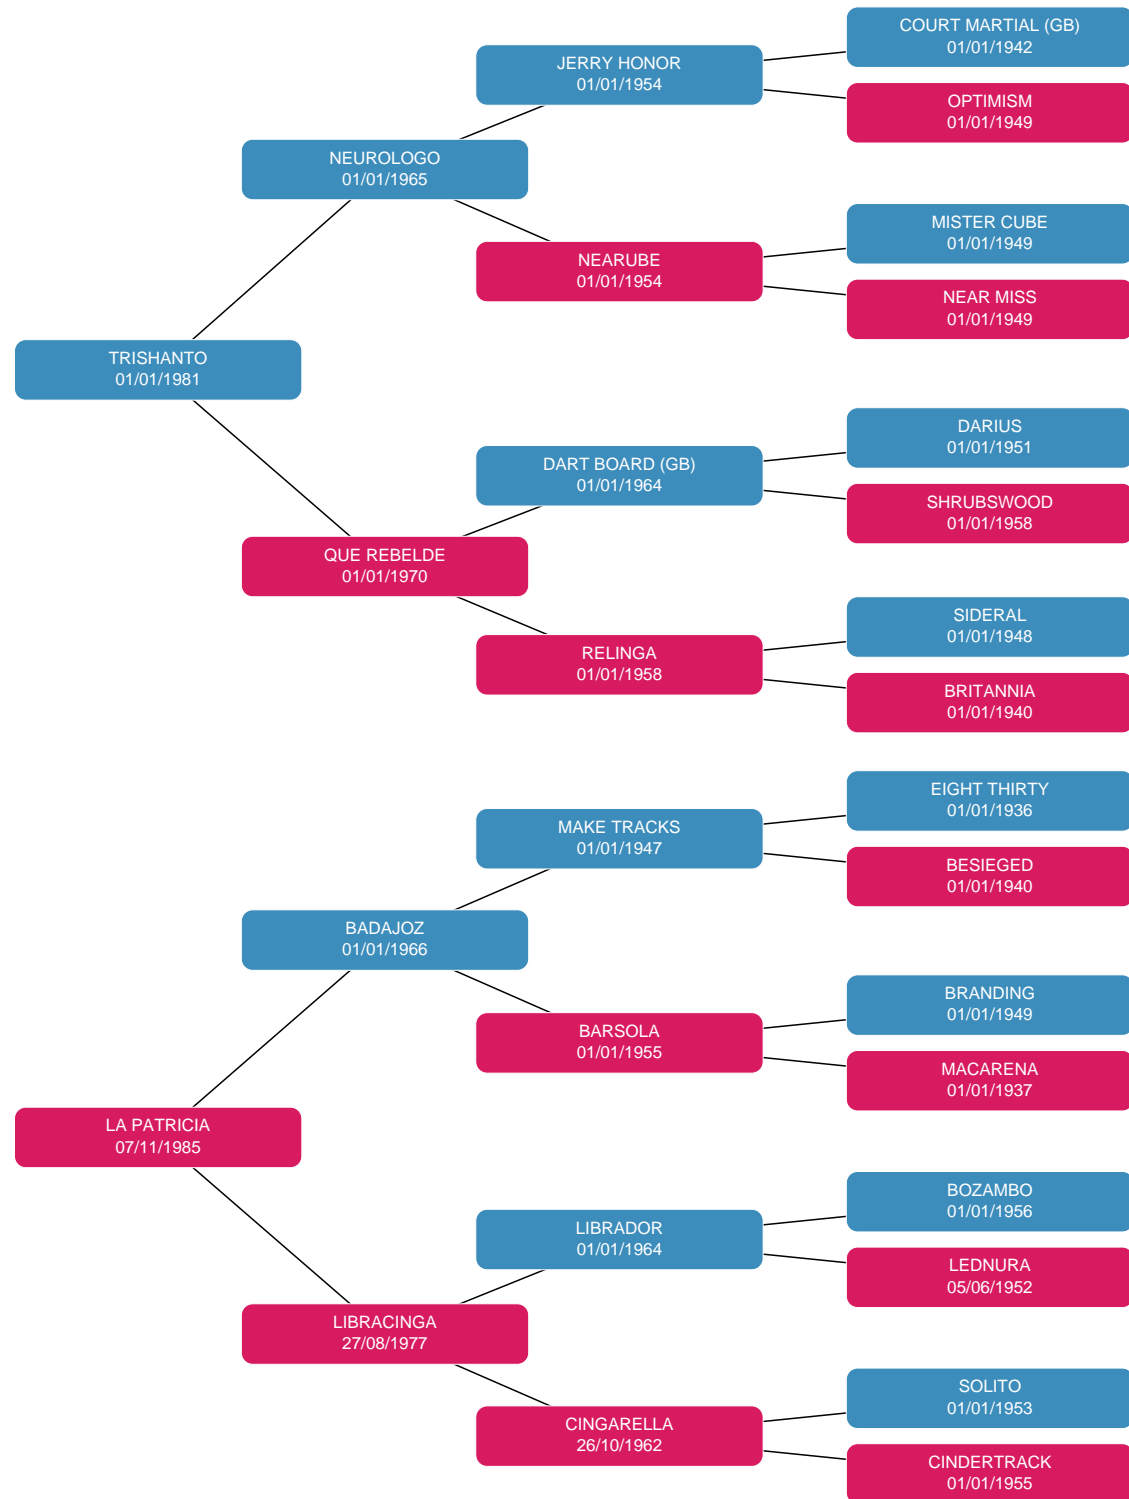 COURT MARTIAL (GB)
01/01/1942
JERRY HONOR
01/01/1954
OPTIMISM
01/01/1949
NEUROLOGO
01/01/1965
MISTER CUBE
01/01/1949
NEARUBE
01/01/1954
NEAR MISS
01/01/1949
TRISHANTO
01/01/1981
DARIUS
01/01/1951
DART BOARD (GB)
01/01/1964
SHRUBSWOOD
01/01/1958
QUE REBELDE
01/01/1970
SIDERAL
01/01/1948
RELINGA
01/01/1958
BRITANNIA
01/01/1940
EIGHT THIRTY
01/01/1936
MAKE TRACKS
01/01/1947
BESIEGED
01/01/1940
BADAJOZ
01/01/1966
BRANDING
01/01/1949
BARSOLA
01/01/1955
MACARENA
01/01/1937
LA PATRICIA
07/11/1985
BOZAMBO
01/01/1956
LIBRADOR
01/01/1964
LEDNURA
05/06/1952
LIBRACINGA
27/08/1977
SOLITO
01/01/1953
CINGARELLA
26/10/1962
CINDERTRACK
01/01/1955